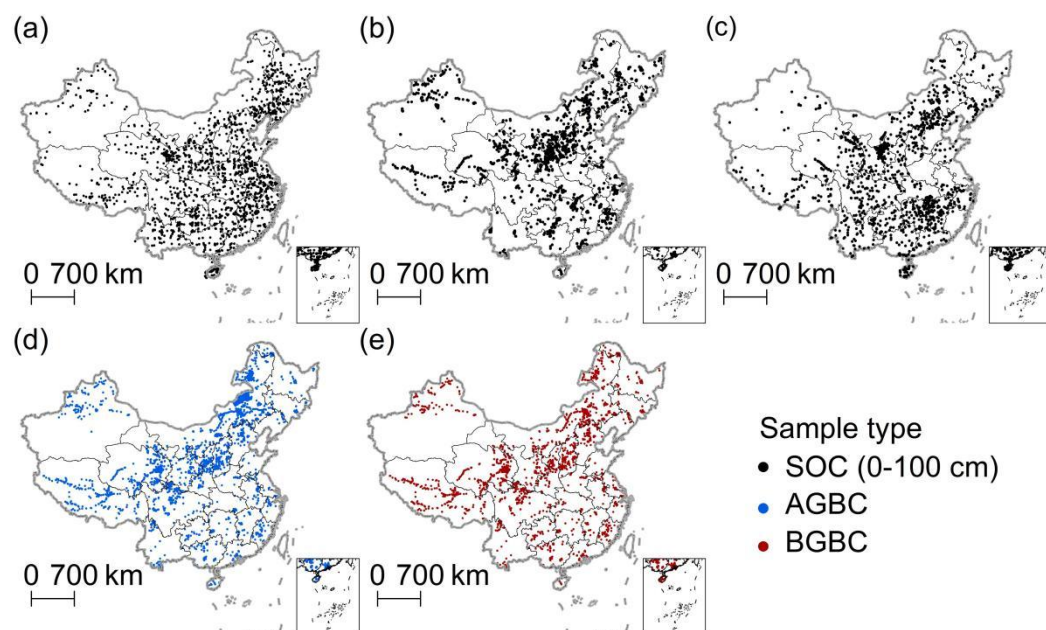 (a)
(b)
(c)
0 700 km
0 700 km
0 700 km
(d)
(e)
Sample type
SOC (0-100 cm)
AGBC
BGBC
0 700 km
0 700 km